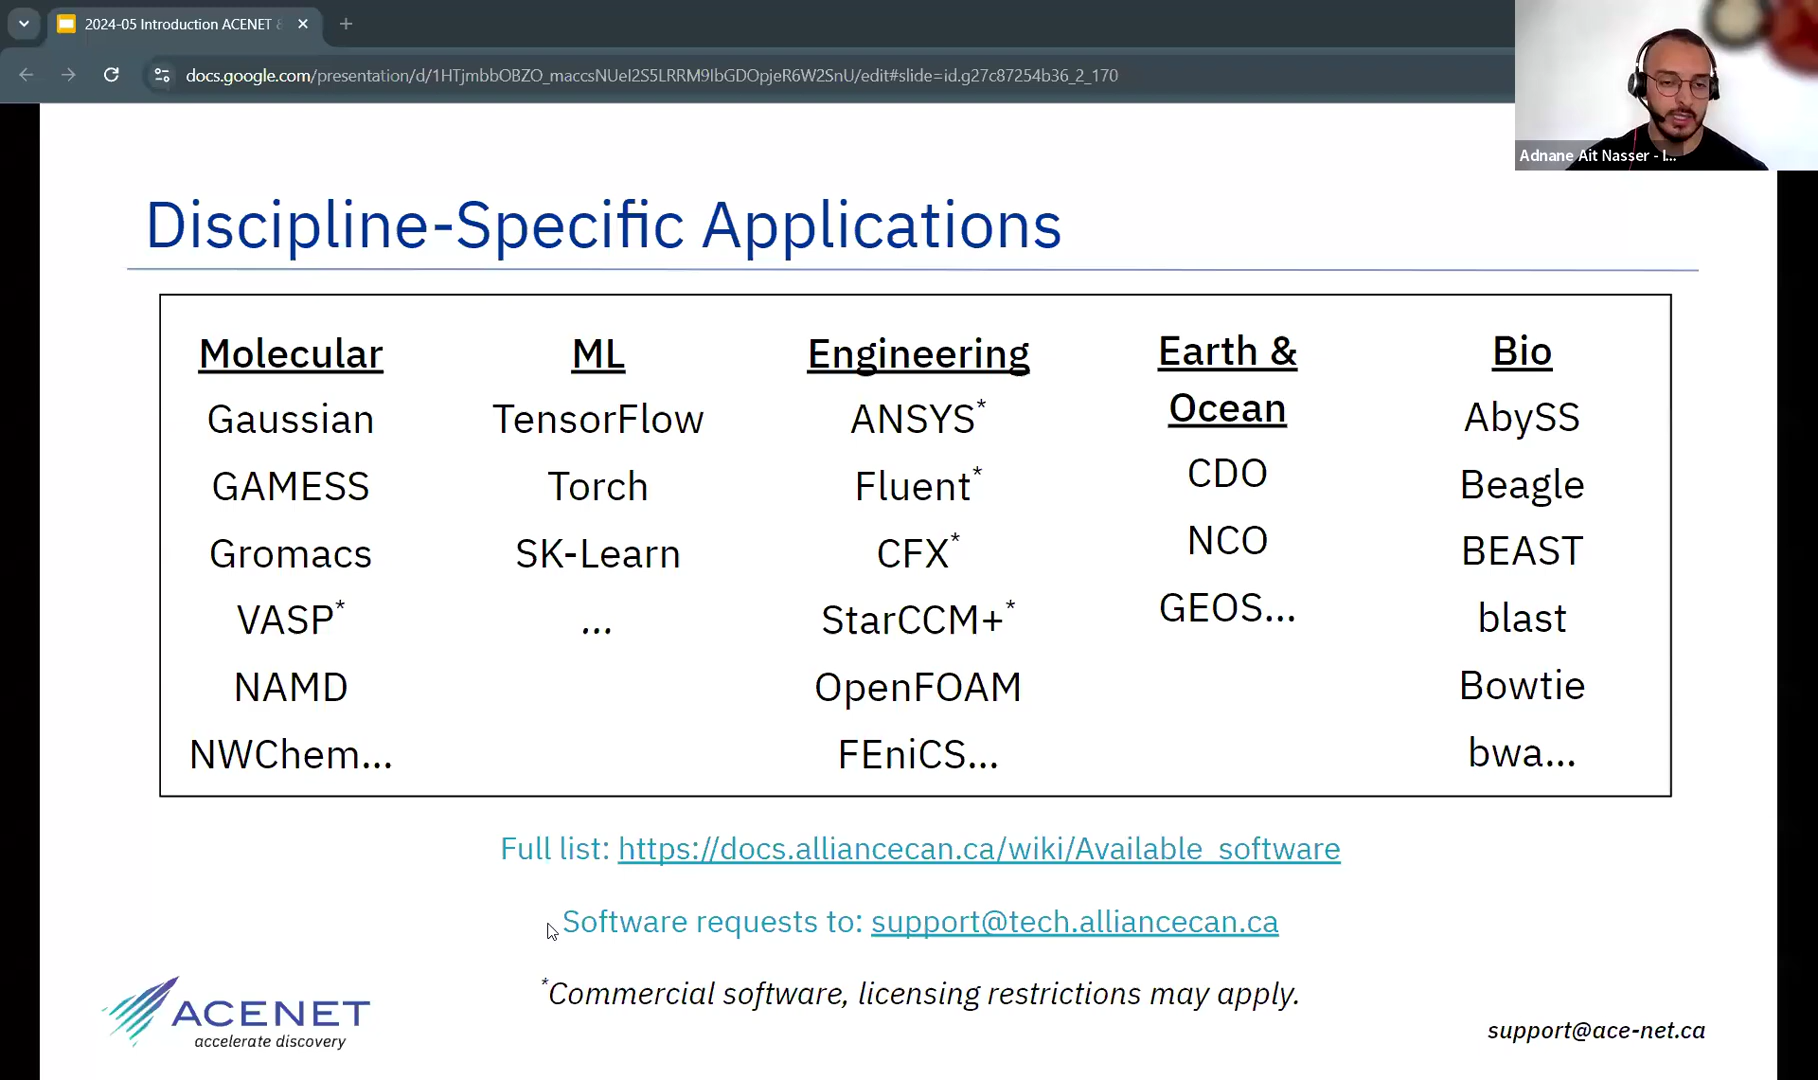 2024-05 Introduction ACENET &
docs.google.com/presentation/d/1HTjmbbOBZO_maccsNUeI2S5LRRM9IbGDOpjeR6W2SnU/edit#slide=id.g27c87254b36_2_170
Adnane Ait Nasser - I...
Discipline-Specific Applications
Molecular
Gaussian
GAMESS
Gromacs
VASP*
NAMD
NWChem...
ML
TensorFlow
Torch
SK-Learn
...
Engineering
ANSYS*
Fluent*
CFX*
StarCCM+*
OpenFOAM
FEniCS...
Earth &
Ocean
CDO
NCO
GEOS...
Bio
AbySS
Beagle
BEAST
blast
Bowtie
bwa...
Full list: https://docs.alliancecan.ca/wiki/Available_software
Software requests to: support@tech.alliancecan.ca
*Commercial software, licensing restrictions may apply.
ACENET
accelerate discovery
support@ace-net.ca